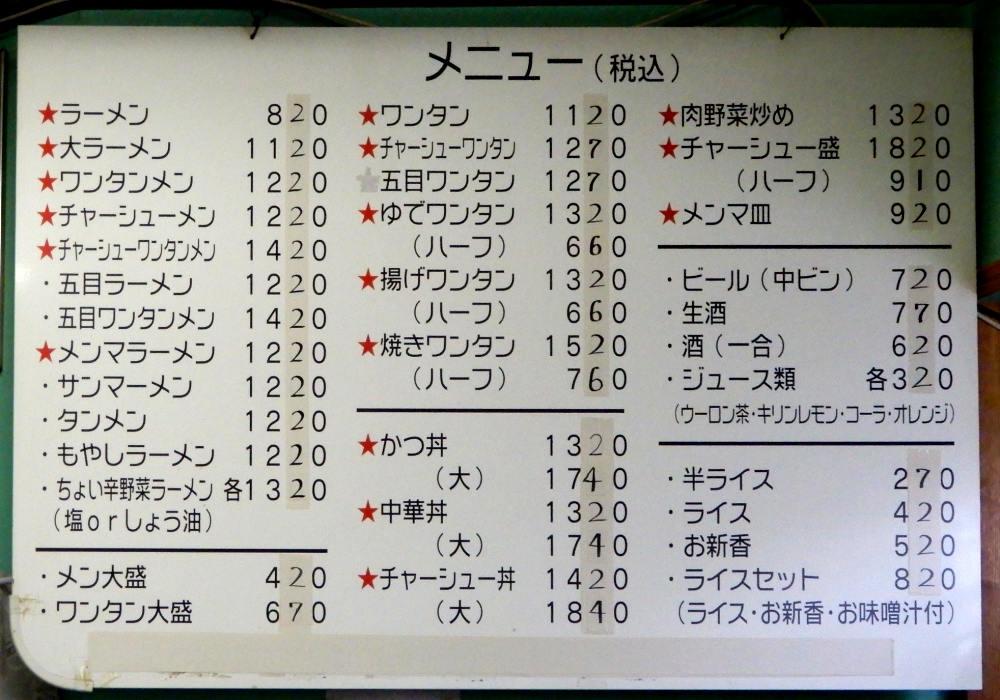 メニュー(税込)
★ラーメン 820
★大ラーメン 1120
★ワンタンメン 1220
★チャーシューメン 1220
★チャーシューワンタンメン 1420
・五目ラーメン 1220
・五目ワンタンメン 1420
★メンマラーメン 1220
・サンマーメン 1220
・タンメン 1220
・もやしラーメン 1220
・ちょい辛野菜ラーメン 各1320
(塩orしょう油)
・メン大盛 420
・ワンタン大盛 670
★ワンタン 1120
★チャーシューワンタン 1270
★五目ワンタン 1270
★ゆでワンタン 1320
(ハーフ) 660
★揚げワンタン 1320
(ハーフ) 660
★焼きワンタン 1520
(ハーフ) 760
★かつ丼 1320
(大) 1740
★中華丼 1320
(大) 1740
★チャーシュー丼 1420
(大) 1840
★肉野菜炒め 1320
★チャーシュー盛 1820
(ハーフ) 910
★メンマ皿 920
・ビール(中ビン) 720
・生酒 770
・酒(一合) 620
・ジュース類 各320
(ウーロン茶・キリンレモン・コーラ・オレンジ)
・半ライス 270
・ライス 420
・お新香 520
・ライスセット 820
(ライス・お新香・お味噌汁付)